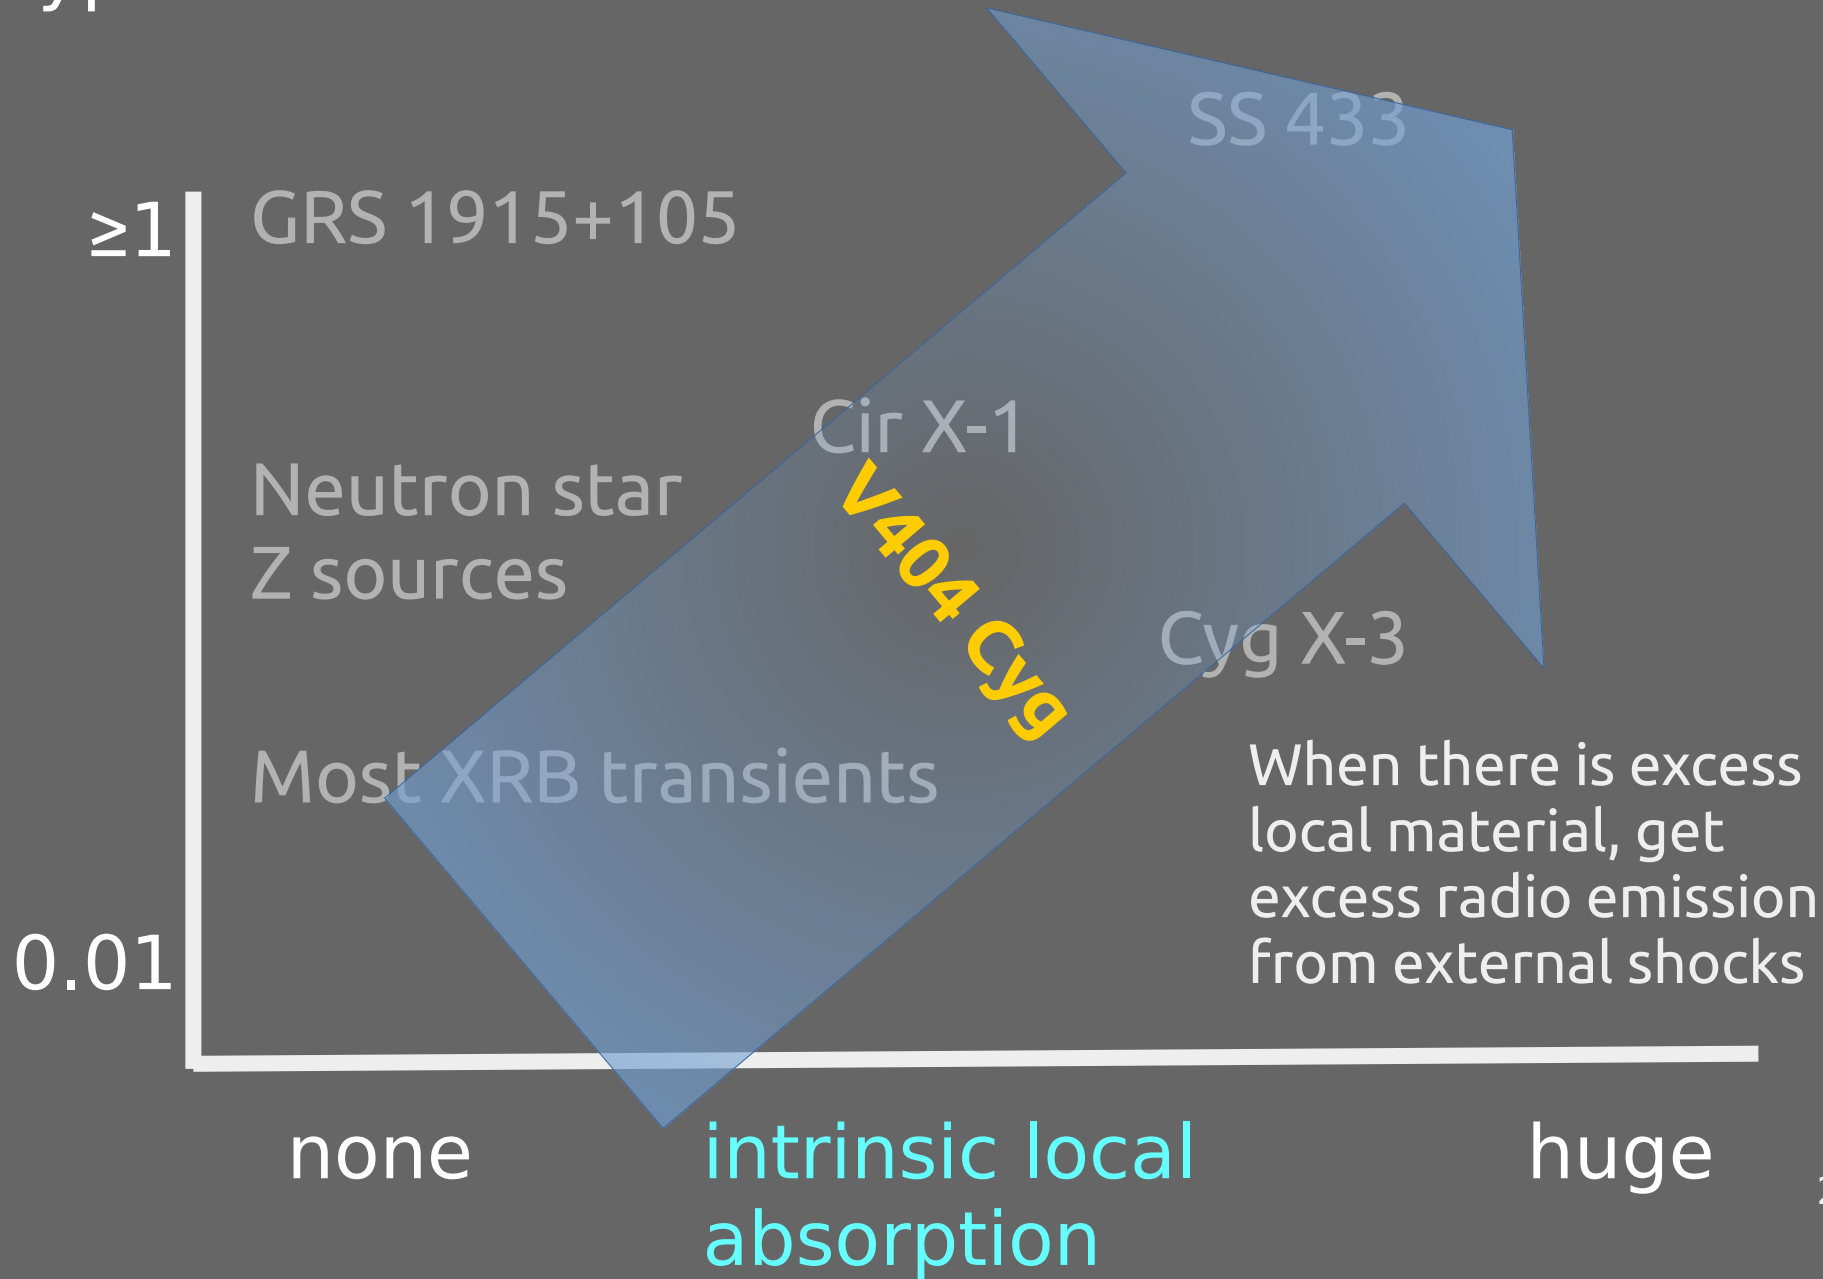 SS 433
≥1
GRS 1915+105
Cir X-1
Neutron star
Z sources
V404 Cyg
Cyg X-3
Most XRB transients
When there is excess
local material, get
excess radio emission
from external shocks
0.01
none
intrinsic local
absorption
huge